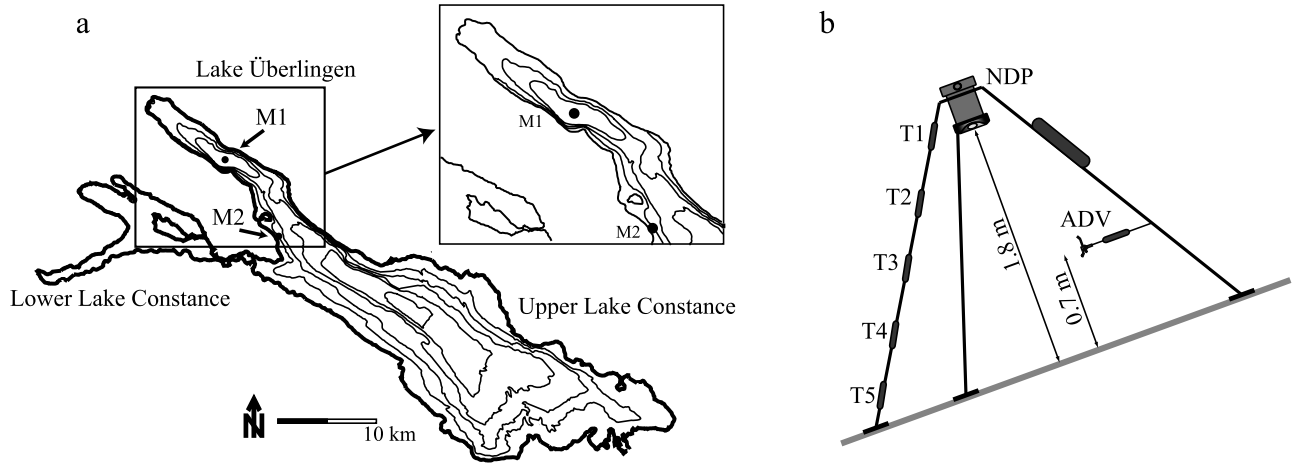 a
Lake Überlingen
M1
M2
Lower Lake Constance
Upper Lake Constance
N
10 km
M1
M2
b
NDP
T1
T2
T3
T4
T5
ADV
1.8 m
0.7 m